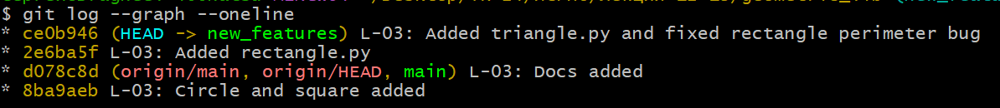 $ git log --graph --oneline
* ce0b946 (HEAD -> new_features) L-03: Added triangle.py and fixed rectangle perimeter bug
* 2e6ba5f L-03: Added rectangle.py
* d078c8d (origin/main, origin/HEAD, main) L-03: Docs added
* 8ba9aeb L-03: Circle and square added